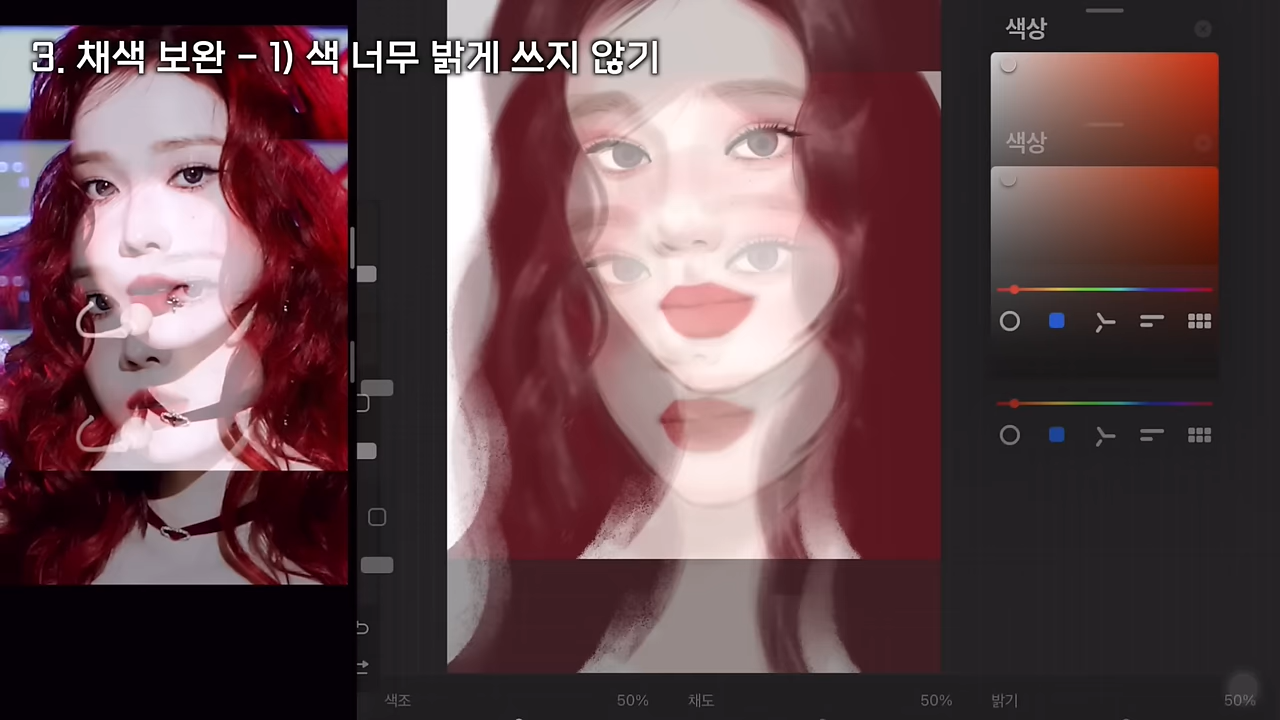 3. 채색 보완 - 1) 색 너무 밝게 쓰지 않기
색상
색상
색조 50% 채도 50% 밝기 50%